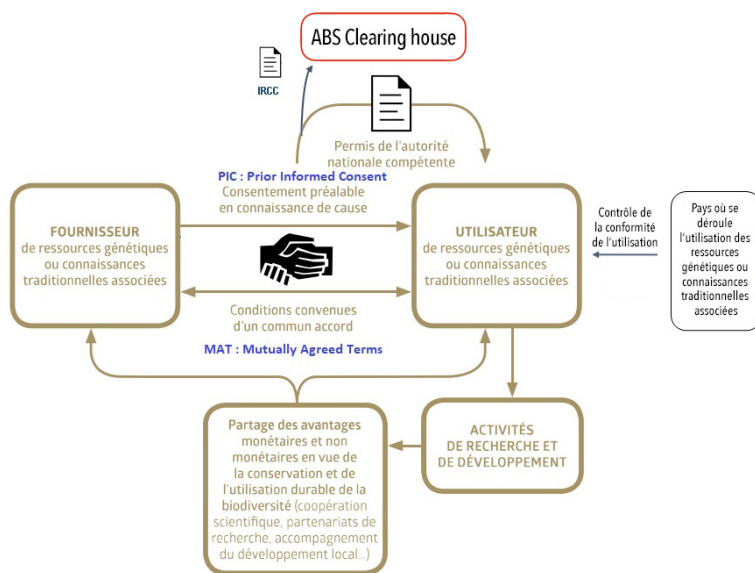 ABS Clearing house
IRCC
Permis de l'autorité
nationale compétente
PIC : Prior Informed Consent
Consentement préalable
en connaissance de cause
FOURNISSEUR
de ressources génétiques
ou connaissances
traditionnelles associées
UTILISATEUR
de ressources génétiques
ou connaissances
traditionnelles associées
Contrôle de
la conformité
de l'utilisation
Pays où se
déroule
l'utilisation des
ressources
génétiques ou
connaissances
traditionnelles
associées
Conditions convenues
d'un commun accord
MAT : Mutually Agreed Terms
Partage des avantages
monétaires et non
monétaires en vue de
la conservation et de
l'utilisation durable de la
biodiversité (coopération
scientifique, partenariats de
recherche, accompagnement
du développement local...)
ACTIVITÉS
DE RECHERCHE ET
DE DÉVELOPPEMENT